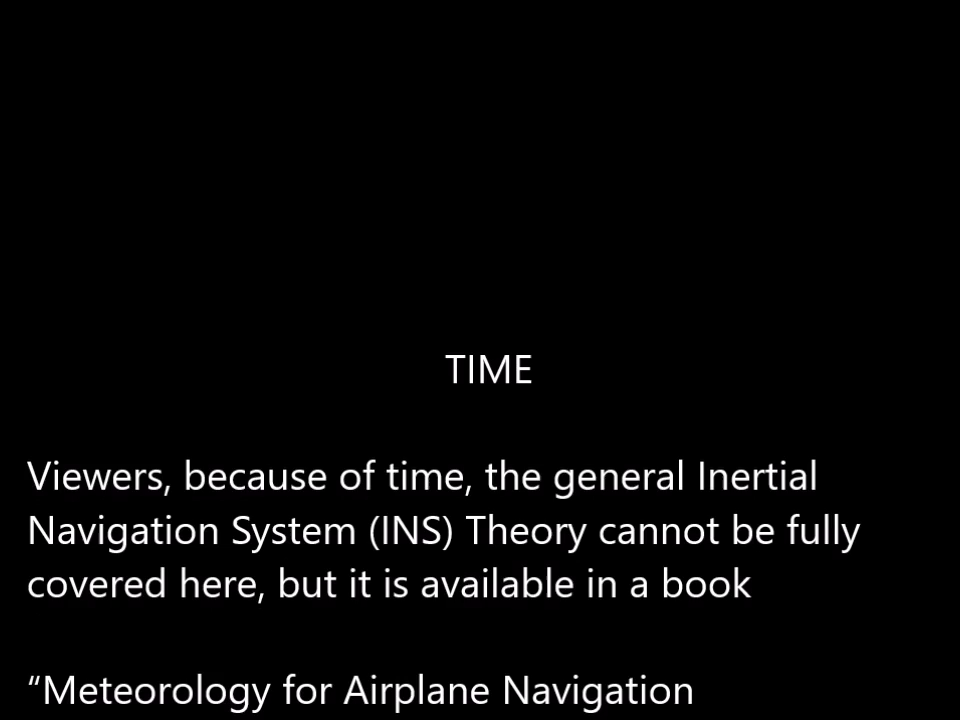 TIME
Viewers, because of time, the general Inertial
Navigation System (INS) Theory cannot be fully
covered here, but it is available in a book
“Meteorology for Airplane Navigation